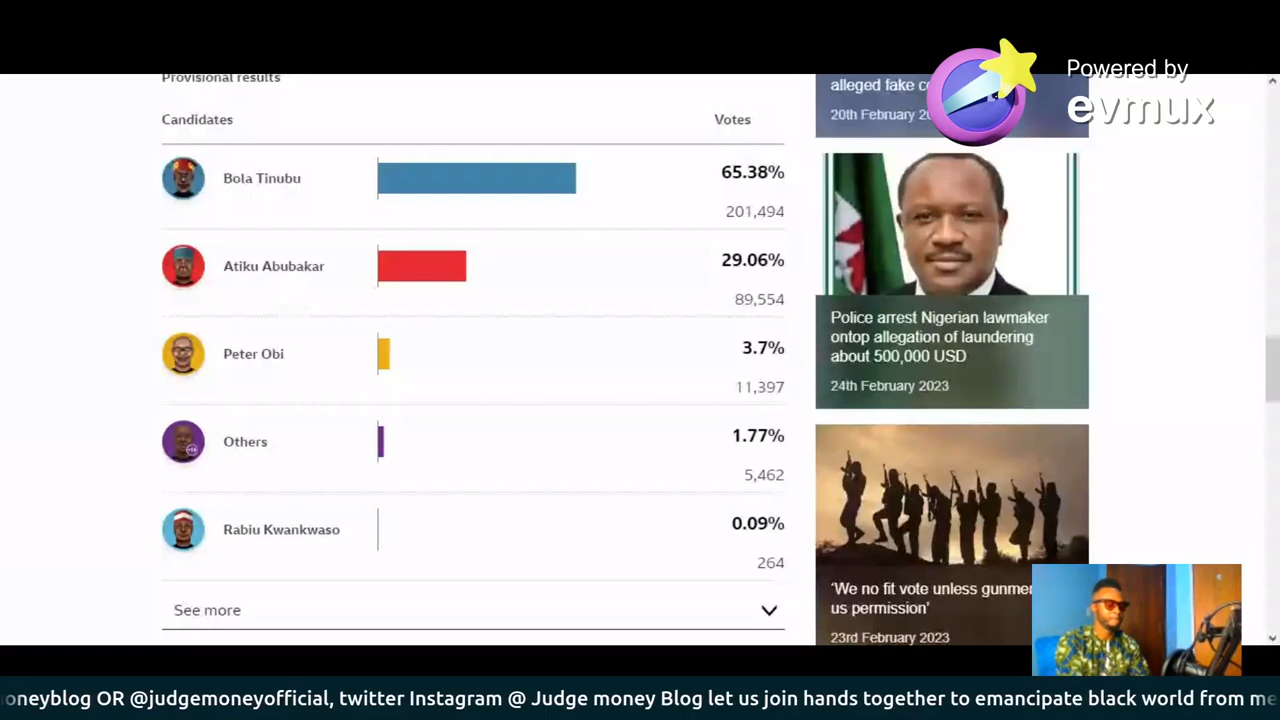 Provisional results
Candidates
Votes
Bola Tinubu
65.38%
201,494
Atiku Abubakar
29.06%
89,554
Peter Obi
3.7%
11,397
Others
1.77%
5,462
Rabiu Kwankwaso
0.09%
264
See more
alleged fake
20th February
Powered by
evmux
Police arrest Nigerian lawmaker
ontop allegation of laundering
about 500,000 USD
24th February 2023
‘We no fit vote unless
us permission’
23rd February 2023
oneyblog OR @judgemoneyofficial, twitter Instagram @ Judge money Blog let us join hands together to emancipate black world from